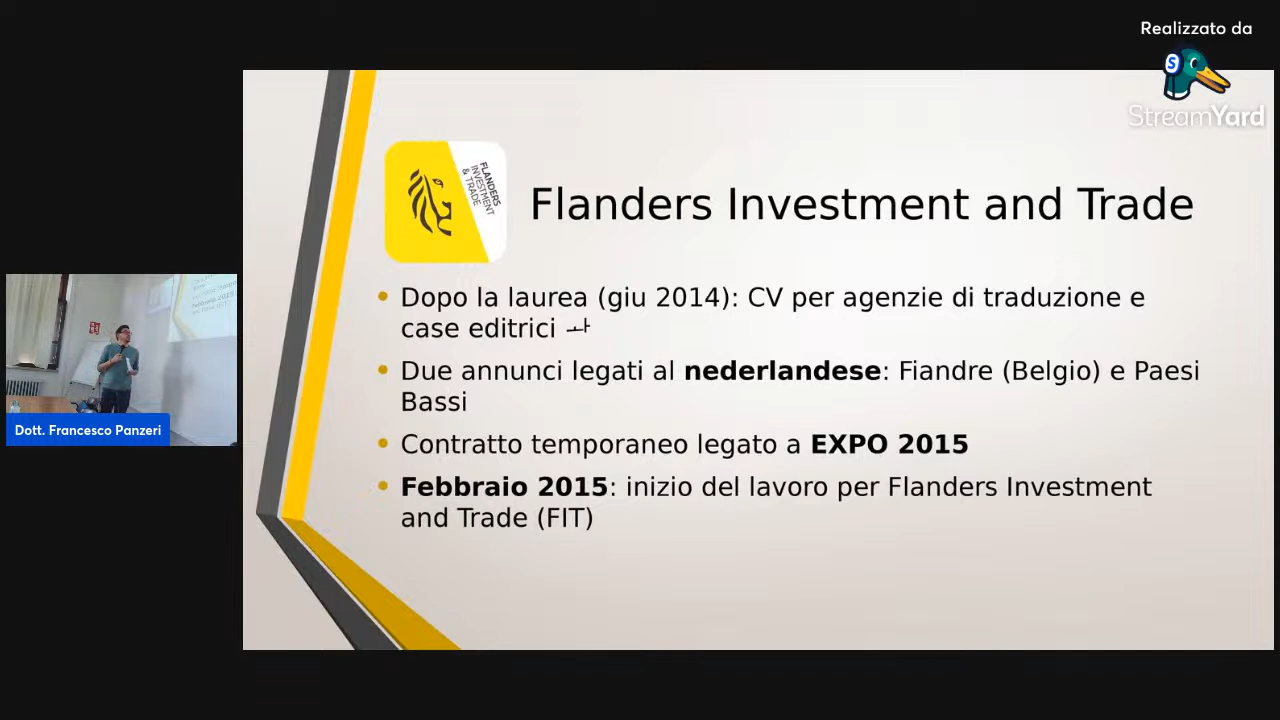 Realizzato da
StreamYard
FLANDERS
INVESTMENT
& TRADE
Flanders Investment and Trade
Dopo la laurea (giu 2014): CV per agenzie di traduzione e
case editrici
Due annunci legati al nederlandese: Fiandre (Belgio) e Paesi
Bassi
Contratto temporaneo legato a EXPO 2015
Febbraio 2015: inizio del lavoro per Flanders Investment
and Trade (FIT)
Dott. Francesco Panzeri